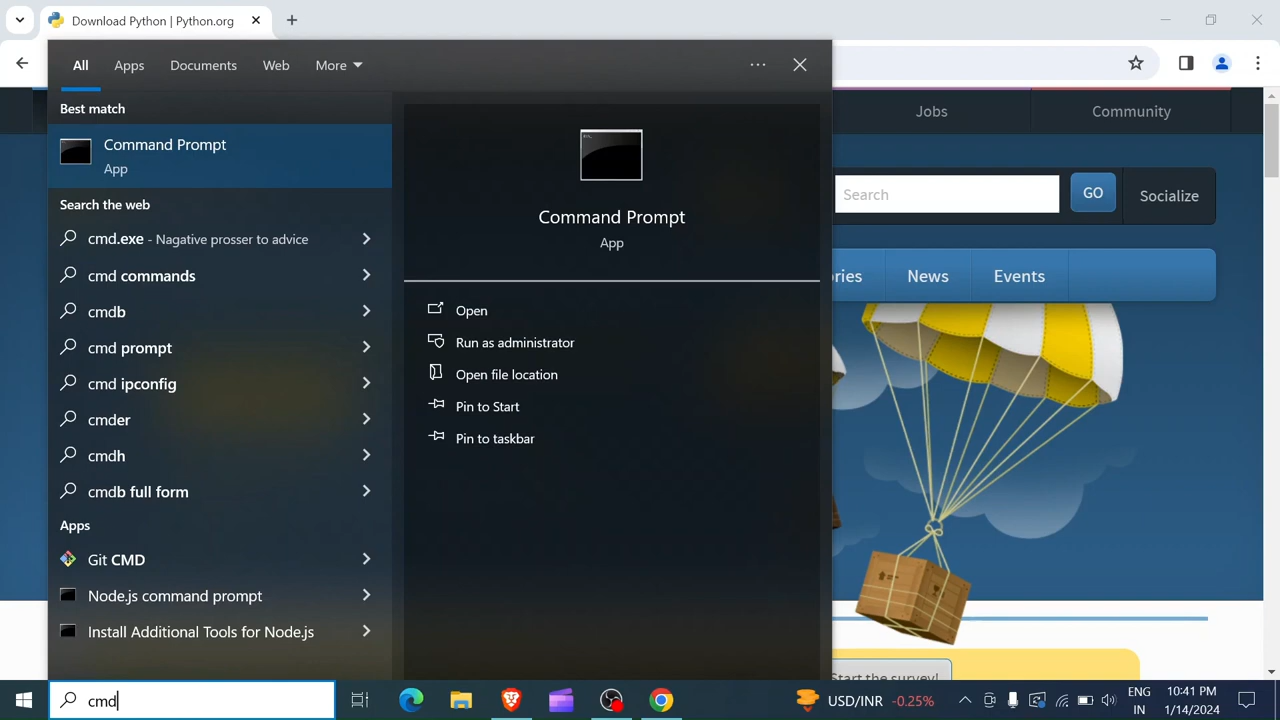 Download Python | Python.org
All Apps Documents Web More
Best match
Command Prompt
App
Search the web
cmd.exe - Nagative prosser to advice
cmd commands
cmdb
cmd prompt
cmd ipconfig
cmder
cmdh
cmdb full form
Apps
Git CMD
Node.js command prompt
Install Additional Tools for Node.js
Command Prompt
App
Open
Run as administrator
Open file location
Pin to Start
Pin to taskbar
Jobs Community
Search GO Socialize
ries News Events
Start the survey!
cmd
USD/INR -0.25%
ENG
IN
10:41 PM
1/14/2024